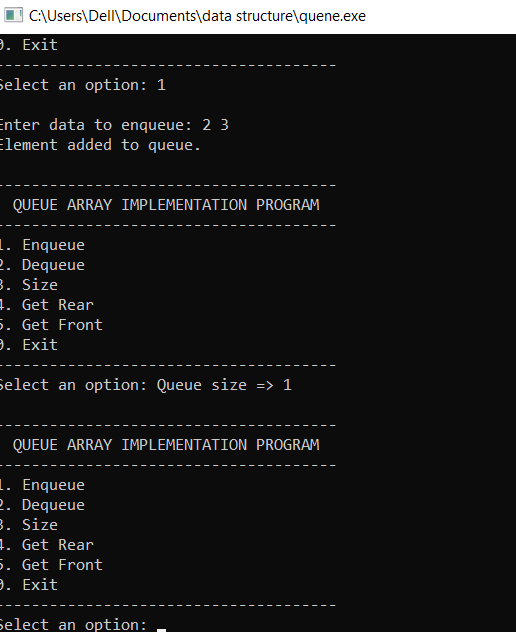 C:\Users\Dell\Documents\data structure\quene.exe
0. Exit
-------------------------------------
Select an option: 1
Enter data to enqueue: 2 3
Element added to queue.
-------------------------------------
QUEUE ARRAY IMPLEMENTATION PROGRAM
-------------------------------------
1. Enqueue
2. Dequeue
3. Size
4. Get Rear
5. Get Front
0. Exit
-------------------------------------
Select an option: Queue size => 1
-------------------------------------
QUEUE ARRAY IMPLEMENTATION PROGRAM
-------------------------------------
1. Enqueue
2. Dequeue
3. Size
4. Get Rear
5. Get Front
0. Exit
-------------------------------------
Select an option: